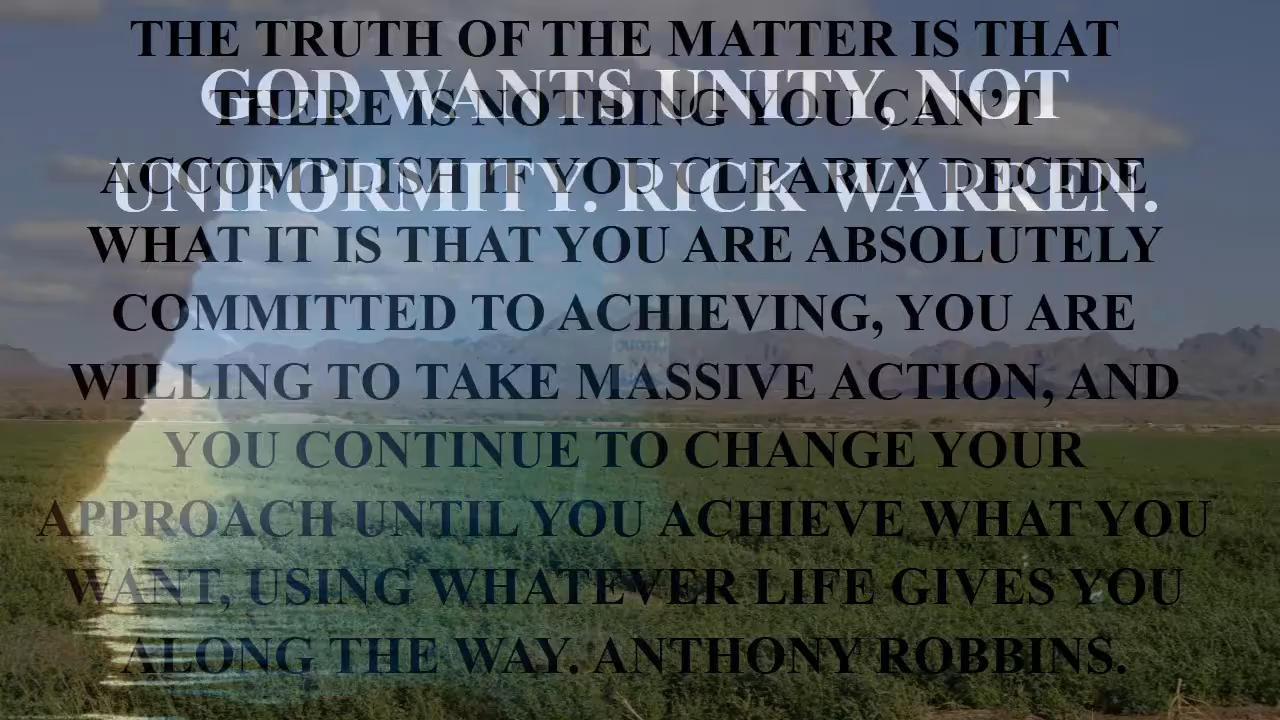 THE TRUTH OF THE MATTER IS THAT
GOD WANTS UNITY, NOT
THERE IS NOTHING YOU CAN’T
ACCOMPLISH IF YOU CLEARLY DECIDE
UNIFORMITY. RICK WARREN.
WHAT IT IS THAT YOU ARE ABSOLUTELY
COMMITTED TO ACHIEVING, YOU ARE
WILLING TO TAKE MASSIVE ACTION, AND
YOU CONTINUE TO CHANGE YOUR
APPROACH UNTIL YOU ACHIEVE WHAT YOU
WANT, USING WHATEVER LIFE GIVES YOU
ALONG THE WAY. ANTHONY ROBBINS.